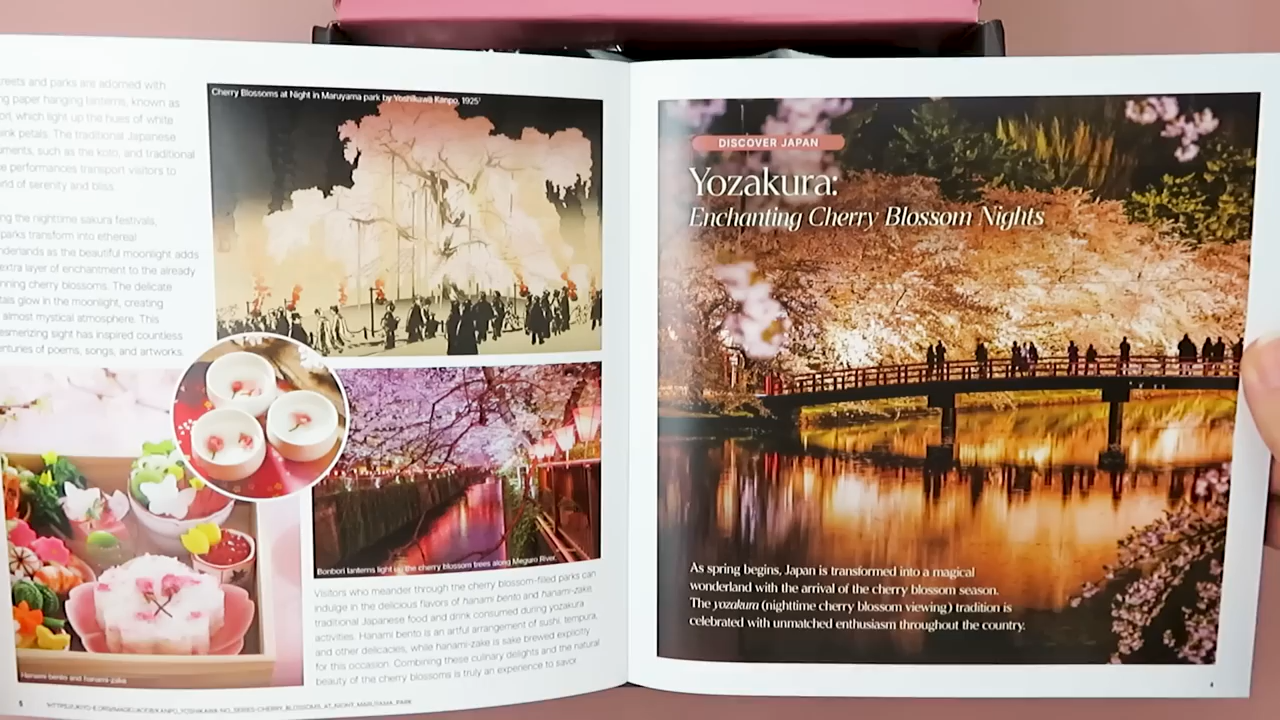 reets and parks are adorned with
ng paper hanging lanterns, known as
ori, which light up the hues of white
ink petals. The traditional Japanese
uments, such as the koto, and traditional
e performances transport visitors to
rld of serenity and bliss.
ng the nighttime sakura festivals,
parks transform into ethereal
nderlands as the beautiful moonlight adds
extra layer of enchantment to the already
nning cherry blossoms. The delicate
tals glow in the moonlight, creating
almost mystical atmosphere. This
esmerizing sight has inspired countless
enturies of poems, songs, and artworks.
Cherry Blossoms at Night in Maruyama park by Yoshikawa Kanpo, 1925
Bonbori lanterns light up the cherry blossom trees along Meguro River.
Hanami bento and hanami-zake
Visitors who meander through the cherry blossom-filled parks can
indulge in the delicious flavors of hanami bento and hanami-zake,
traditional Japanese food and drink consumed during yozakura
activities. Hanami bento is an artful arrangement of sushi, tempura,
and other delicacies, while hanami-zake is sake brewed explicitly
for this occasion. Combining these culinary delights and the natural
beauty of the cherry blossoms is truly an experience to savor.
5
DISCOVER JAPAN
Yozakura:
Enchanting Cherry Blossom Nights
As spring begins, Japan is transformed into a magical
wonderland with the arrival of the cherry blossom season.
The yozakura (nighttime cherry blossom viewing) tradition is
celebrated with unmatched enthusiasm throughout the country.
4